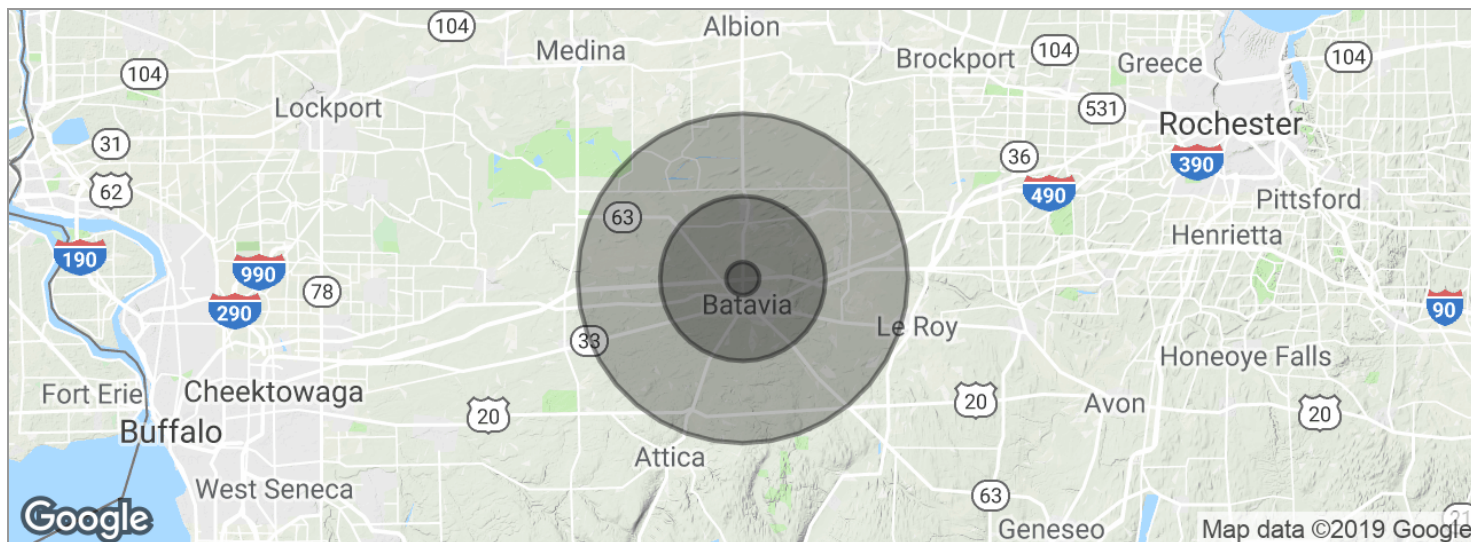 104
Albion
Medina
Brockport
104
Greece
104
104
Lockport
531
Rochester
31
36
390
62
490
Pittsford
63
Henrietta
190
990
78
290
Batavia
90
Le Roy
33
Honeoye Falls
Fort Erie
Cheektowaga
20
20
Avon
20
Buffalo
Attica
West Seneca
63
Google
Geneseo
Map data ©2019 Google
21